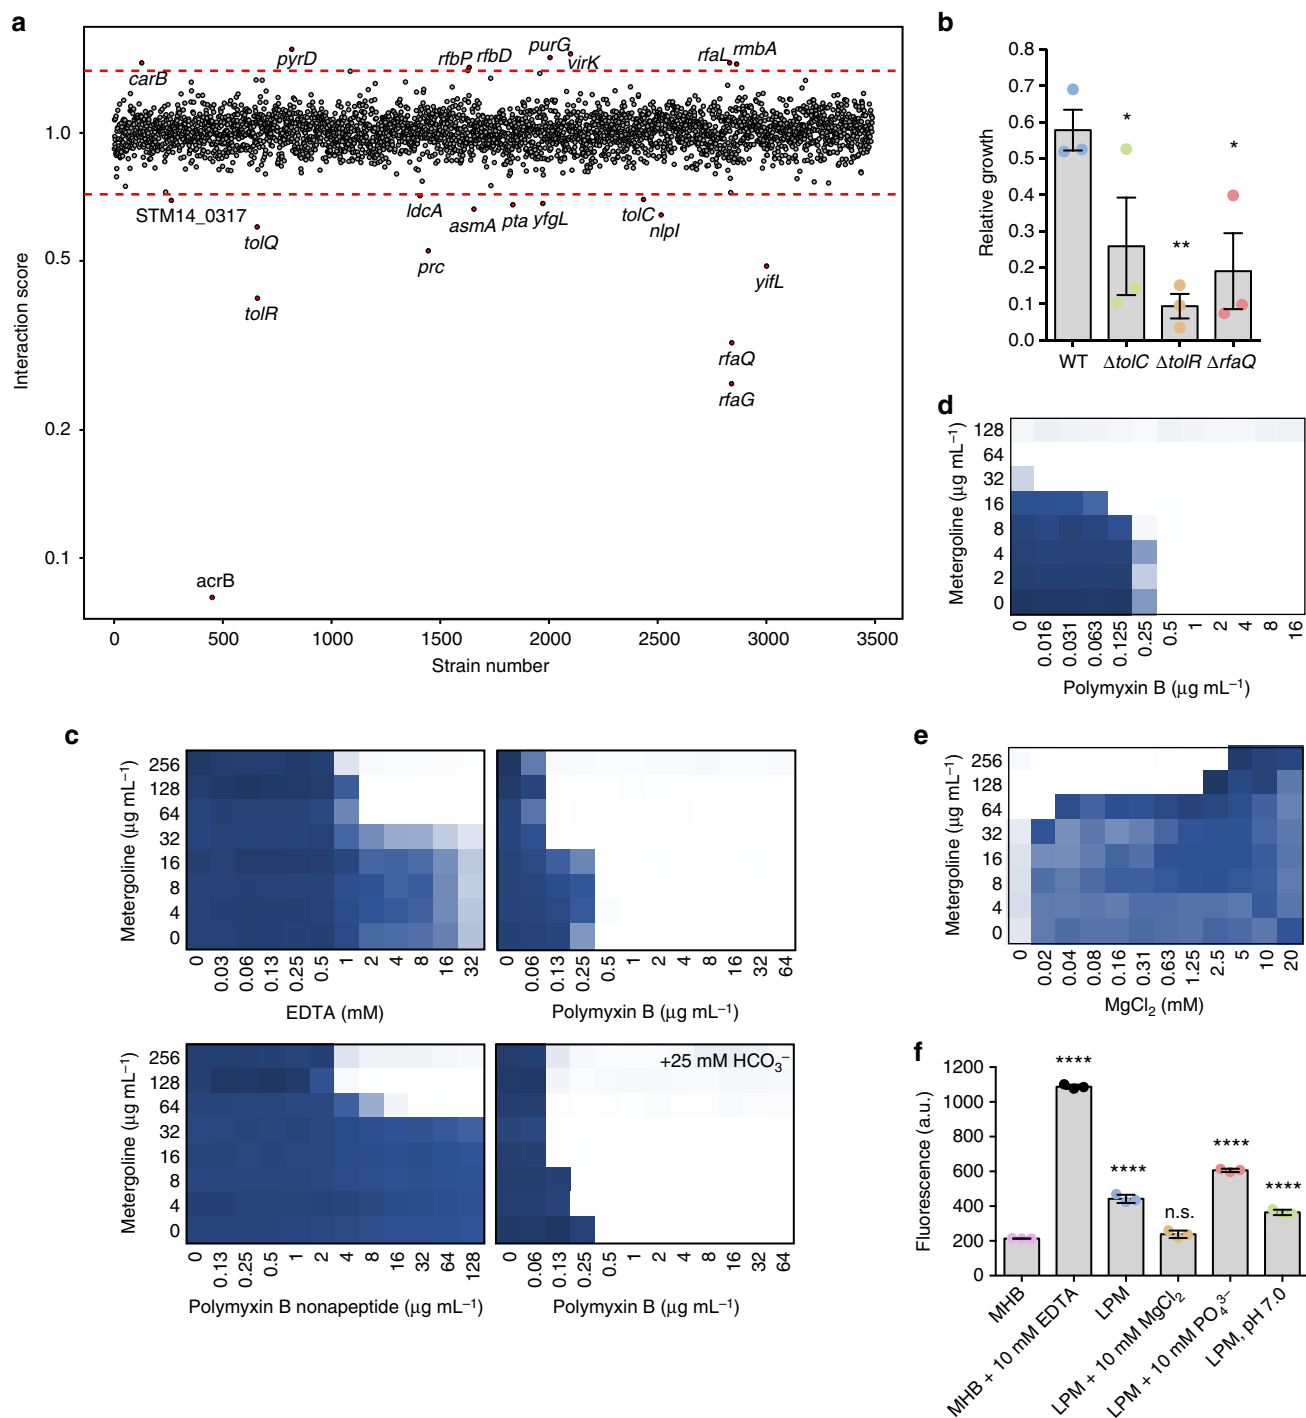 a
Interaction score
1.0
0.5
0.2
0.1
carB
pyrD
rfbP
rfbD
purG
virK
rfaL
rmbA
STM14_0317
tolQ
tolR
ldcA
prc
asmA
pta
yfgL
tolC
nlpI
yifL
rfaQ
rfaG
acrB
0
500
1000
1500
2000
2500
3000
3500
Strain number
b
Relative growth
0.8
0.7
0.6
0.5
0.4
0.3
0.2
0.1
0.0
*
**
*
WT
ΔtolC
ΔtolR
ΔrfaQ
d
Metergoline (µg mL−1)
128
64
32
16
8
4
2
0
0
0.016
0.031
0.063
0.125
0.25
0.5
1
2
4
8
16
Polymyxin B (µg mL−1)
c
Metergoline (µg mL−1)
256
128
64
32
16
8
4
0
0
0.03
0.06
0.13
0.25
0.5
1
2
4
8
16
32
EDTA (mM)
0
0.06
0.13
0.25
0.5
1
2
4
8
16
32
64
Polymyxin B (µg mL−1)
Metergoline (µg mL−1)
256
128
64
32
16
8
4
0
0
0.13
0.25
0.5
1
2
4
8
16
32
64
128
Polymyxin B nonapeptide (µg mL−1)
+25 mM HCO3−
0
0.06
0.13
0.25
0.5
1
2
4
8
16
32
64
Polymyxin B (µg mL−1)
e
Metergoline (µg mL−1)
256
128
64
32
16
8
4
0
0
0.02
0.04
0.08
0.16
0.31
0.63
1.25
2.5
5
10
20
MgCl2 (mM)
f
Fluorescence (a.u.)
1200
1000
800
600
400
200
0
****
****
n.s.
****
****
MHB
MHB + 10 mM EDTA
LPM
LPM + 10 mM MgCl2
LPM + 10 mM PO43−
LPM, pH 7.0